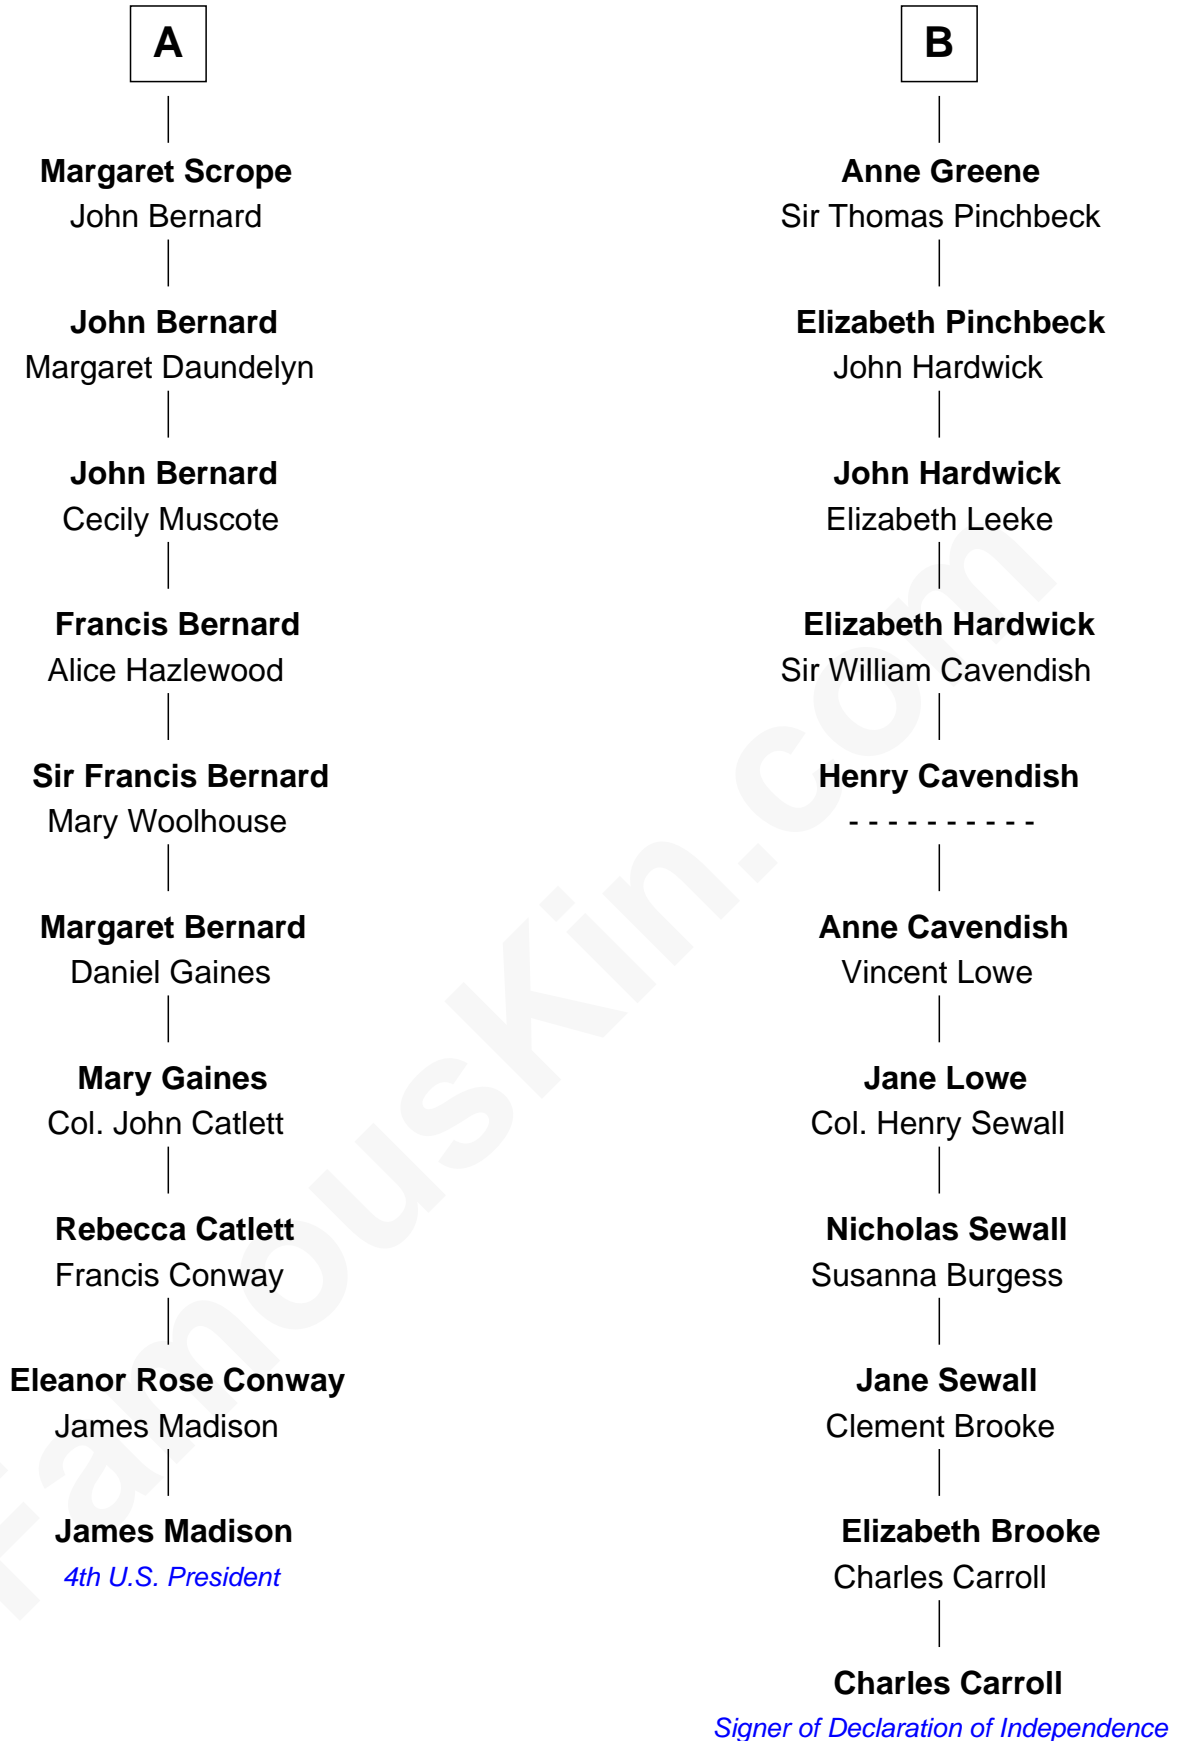 A
Margaret Scrope
John Bernard
John Bernard
Margaret Daundelyn
John Bernard
Cecily Muscote
Francis Bernard
Alice Hazlewood
Sir Francis Bernard
Mary Woolhouse
Margaret Bernard
Daniel Gaines
Mary Gaines
Col. John Catlett
Rebecca Catlett
Francis Conway
Eleanor Rose Conway
James Madison
James Madison
4th U.S. President
B
Anne Greene
Sir Thomas Pinchbeck
Elizabeth Pinchbeck
John Hardwick
John Hardwick
Elizabeth Leeke
Elizabeth Hardwick
Sir William Cavendish
Henry Cavendish
- - - - - - - - - -
Anne Cavendish
Vincent Lowe
Jane Lowe
Col. Henry Sewall
Nicholas Sewall
Susanna Burgess
Jane Sewall
Clement Brooke
Elizabeth Brooke
Charles Carroll
Charles Carroll
Signer of Declaration of Independence
FamousKin.com